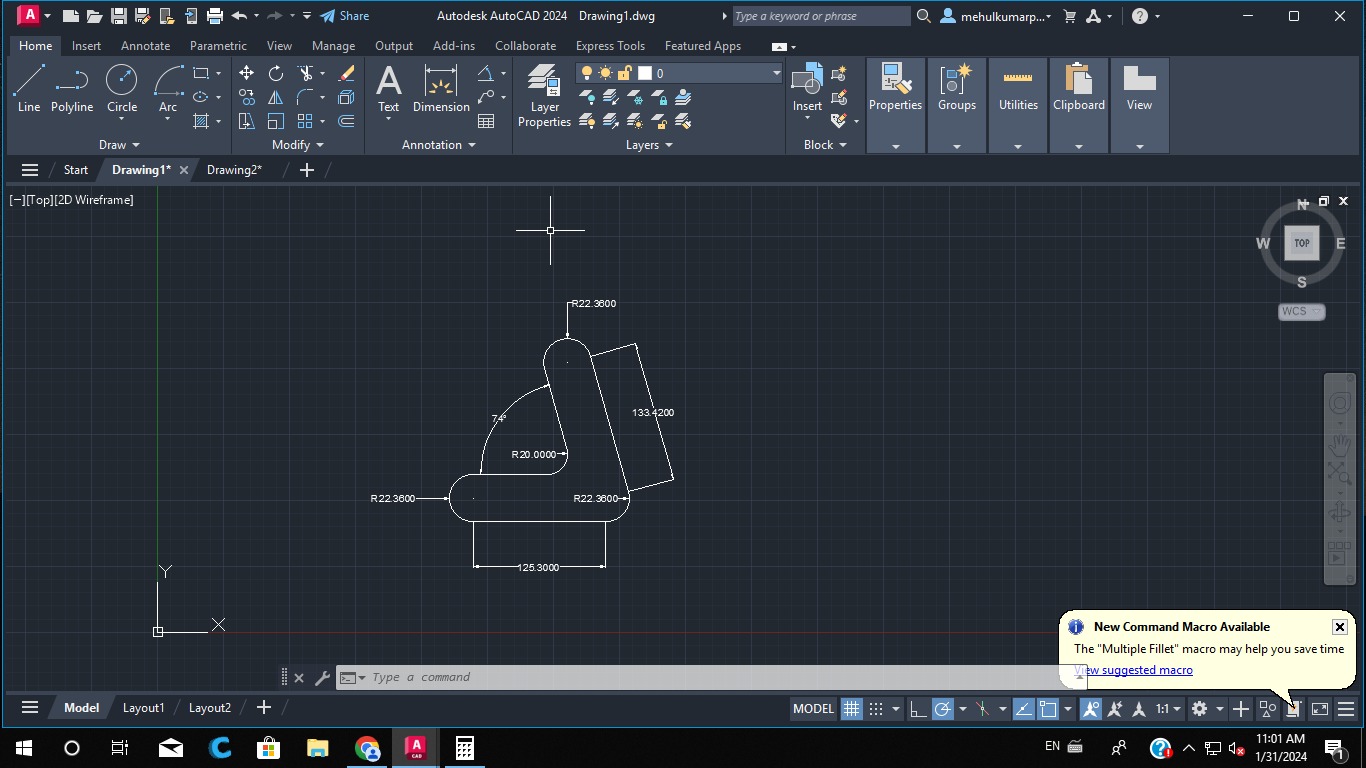 A CAD Share Autodesk AutoCAD 2024 Drawing1.dwg Type a keyword or phrase mehulkumarp... ?
Home Insert Annotate Parametric View Manage Output Add-ins Collaborate Express Tools Featured Apps
0
Line Polyline Circle Arc Text Dimension Layer Properties Insert Properties Groups Utilities Clipboard View
Draw Modify Annotation Layers Block
Start Drawing1* Drawing2*
[−][Top][2D Wireframe]
N
W TOP E
S
WCS
R22.3600
133.4200
74°
R20.0000
R22.3600 R22.3600
125.3000
Y
X
New Command Macro Available
The "Multiple Fillet" macro may help you save time
View suggested macro
Type a command
Model Layout1 Layout2 MODEL 1:1
EN 11:01 AM
1/31/2024
1